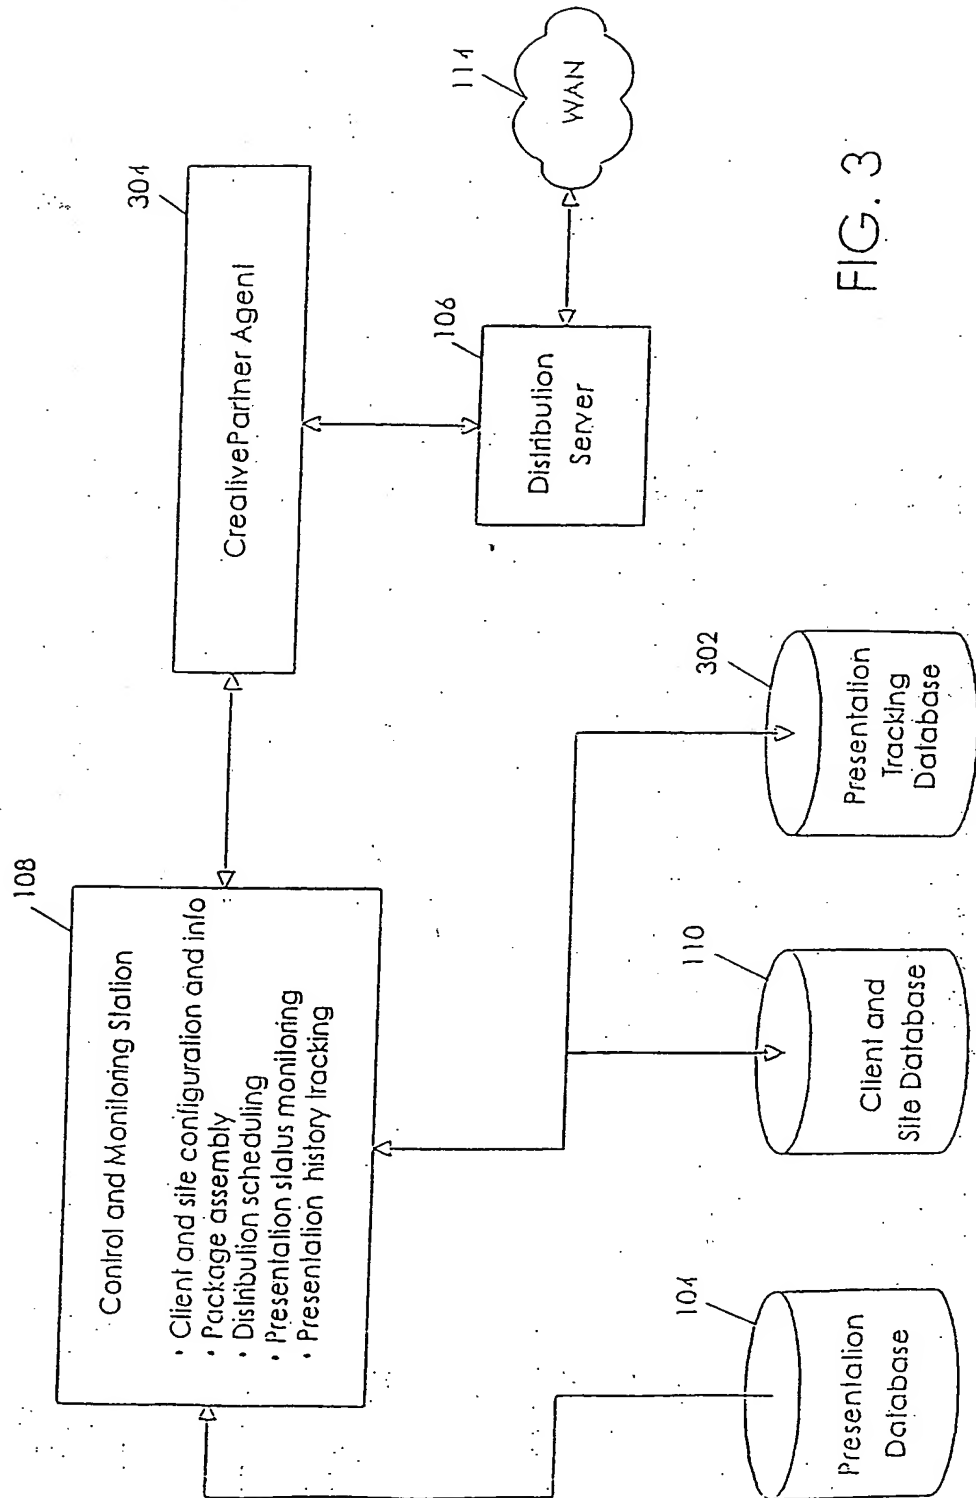 108
Control and Monitoring Station
• Client and site configuration and info
• Package assembly
• Distribution scheduling
• Presentation status monitoring
• Presentation history tracking
304
CreativePartner Agent
106
Distribution
Server
114
WAN
104
Presentation
Database
110
Client and
Site Database
302
Presentation
Tracking
Database
FIG. 3